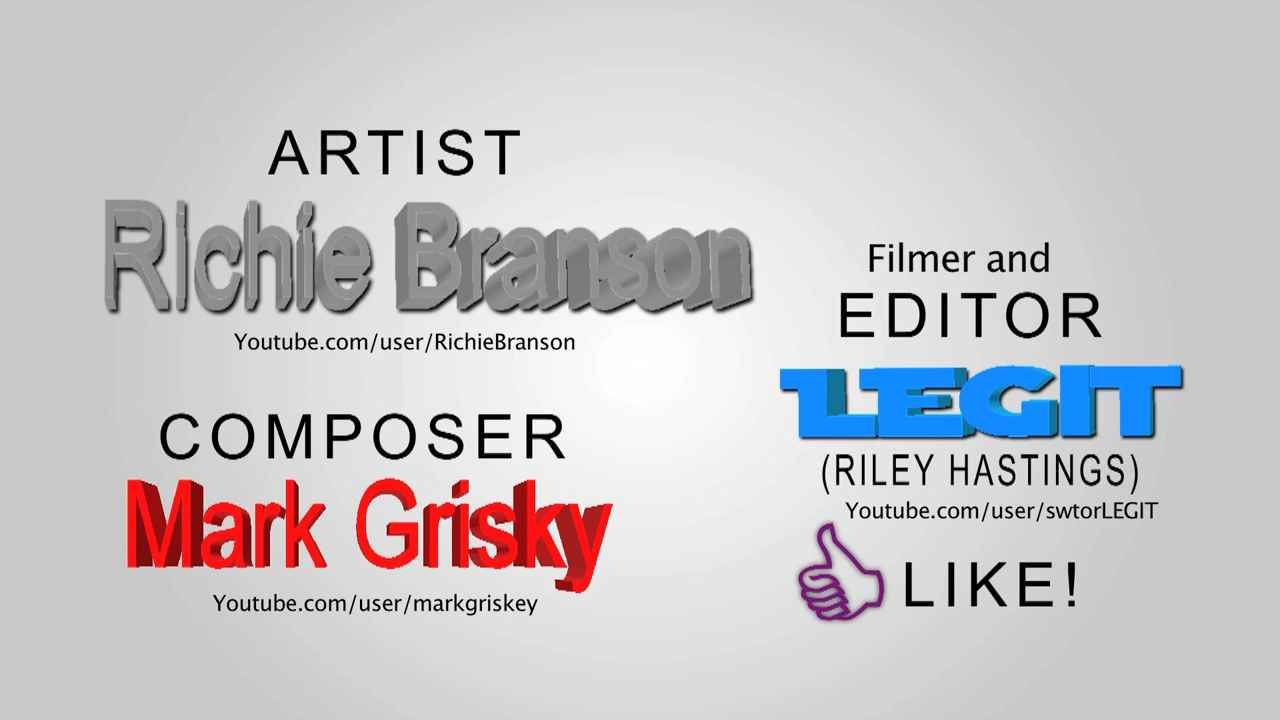 ARTIST
Richie Branson
Youtube.com/user/RichieBranson
COMPOSER
Mark Grisky
Youtube.com/user/markgriskey
Filmer and
EDITOR
LEGIT
(RILEY HASTINGS)
Youtube.com/user/swtorLEGIT
LIKE!